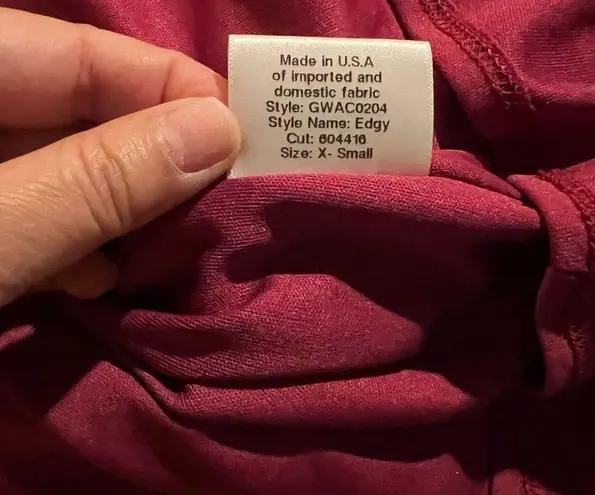 Made in U.S.A
of imported and
domestic fabric
Style: GWAC0204
Style Name: Edgy
Cut: 604416
Size: X- Small